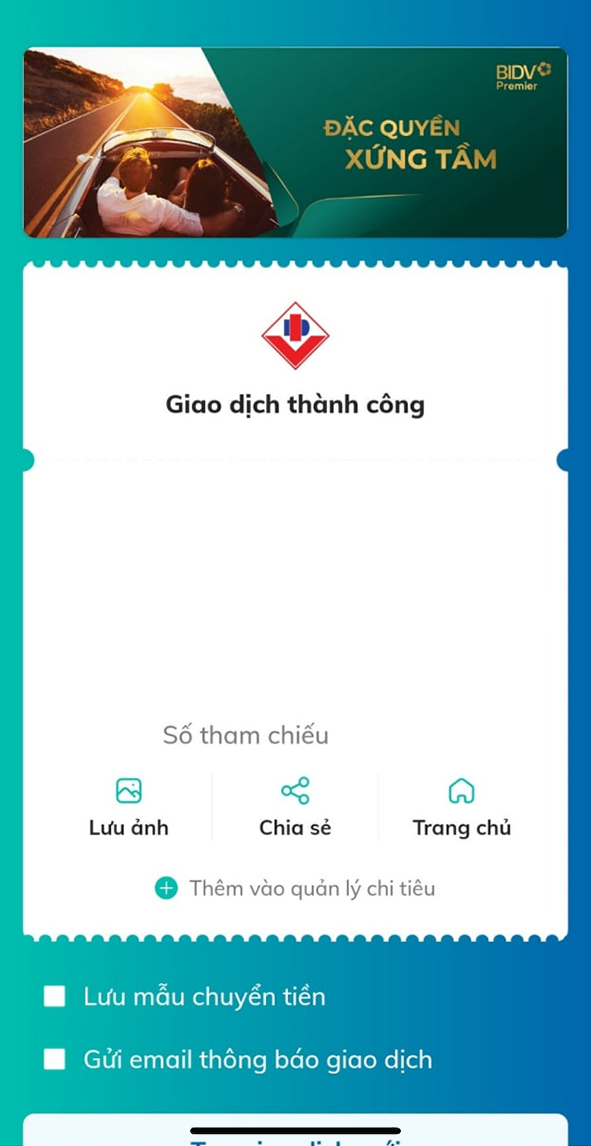 BIDV
Premier
ĐẶC QUYỀN
XỨNG TẦM
Giao dịch thành công
Số tham chiếu
Lưu ảnh
Chia sẻ
Trang chủ
Thêm vào quản lý chi tiêu
Lưu mẫu chuyển tiền
Gửi email thông báo giao dịch